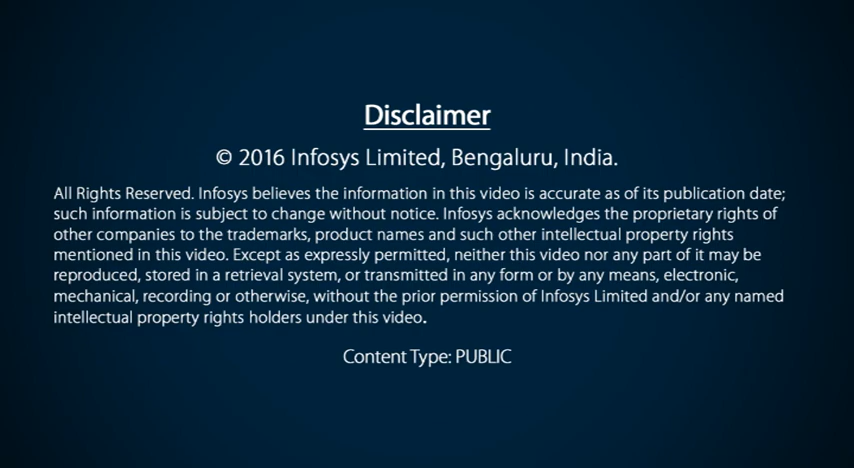 Disclaimer
© 2016 Infosys Limited, Bengaluru, India.
All Rights Reserved. Infosys believes the information in this video is accurate as of its publication date;
such information is subject to change without notice. Infosys acknowledges the proprietary rights of
other companies to the trademarks, product names and such other intellectual property rights
mentioned in this video. Except as expressly permitted, neither this video nor any part of it may be
reproduced, stored in a retrieval system, or transmitted in any form or by any means, electronic,
mechanical, recording or otherwise, without the prior permission of Infosys Limited and/or any named
intellectual property rights holders under this video.
Content Type: PUBLIC